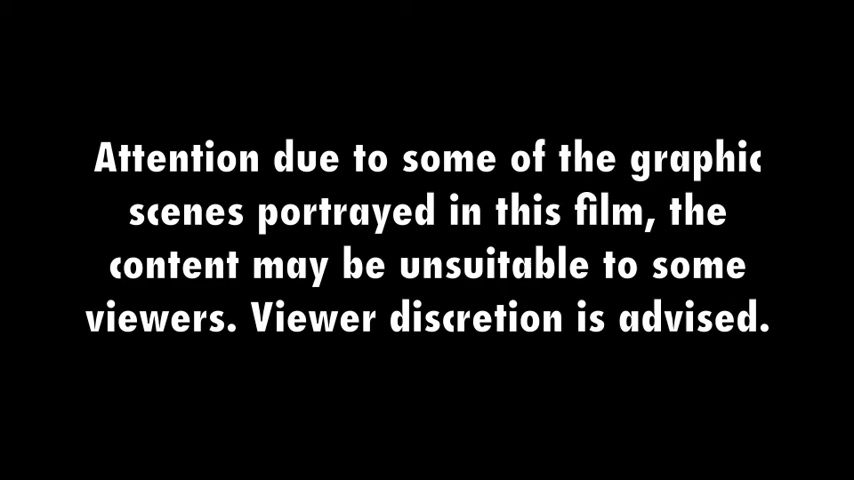 Attention due to some of the graphic
scenes portrayed in this film, the
content may be unsuitable to some
viewers. Viewer discretion is advised.